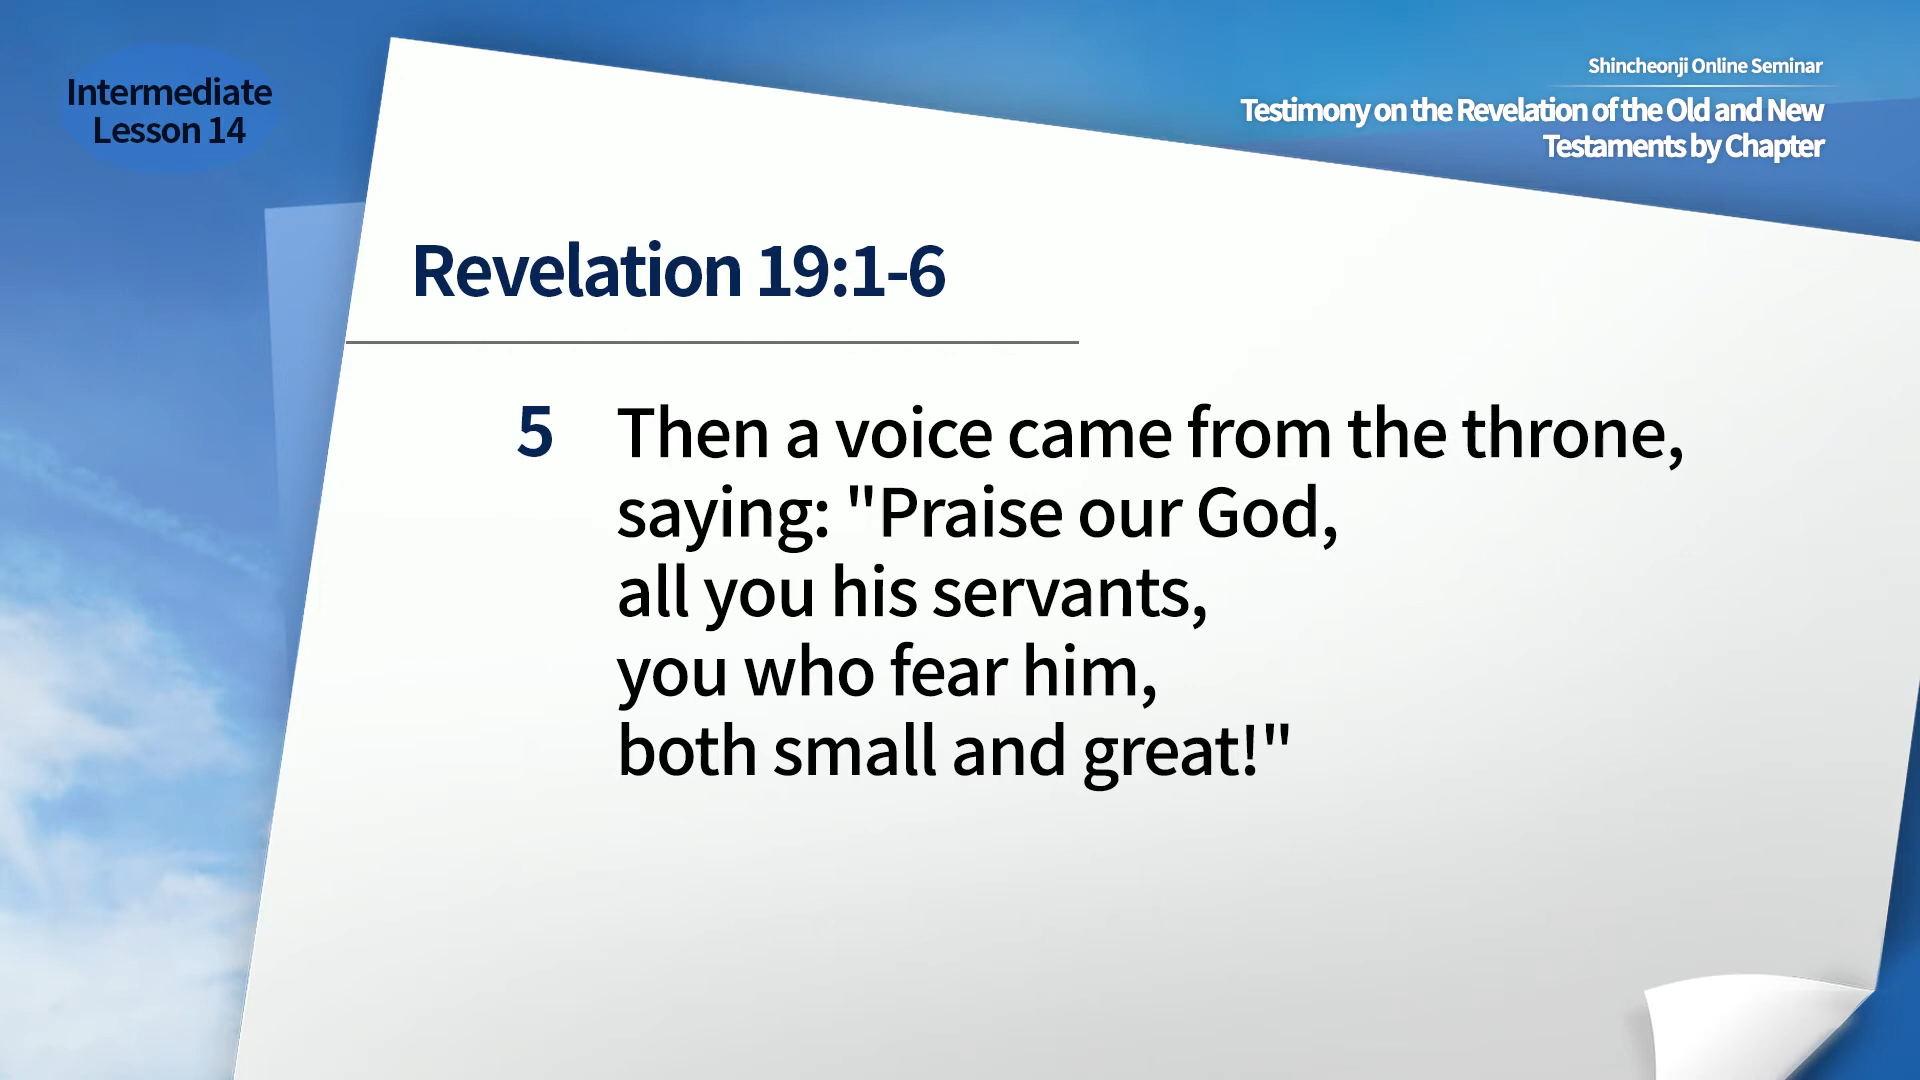 Intermediate
Lesson 14
Shincheonji Online Seminar
Testimony on the Revelation of the Old and New
Testaments by Chapter
Revelation 19:1-6
5 Then a voice came from the throne,
saying: "Praise our God,
all you his servants,
you who fear him,
both small and great!"